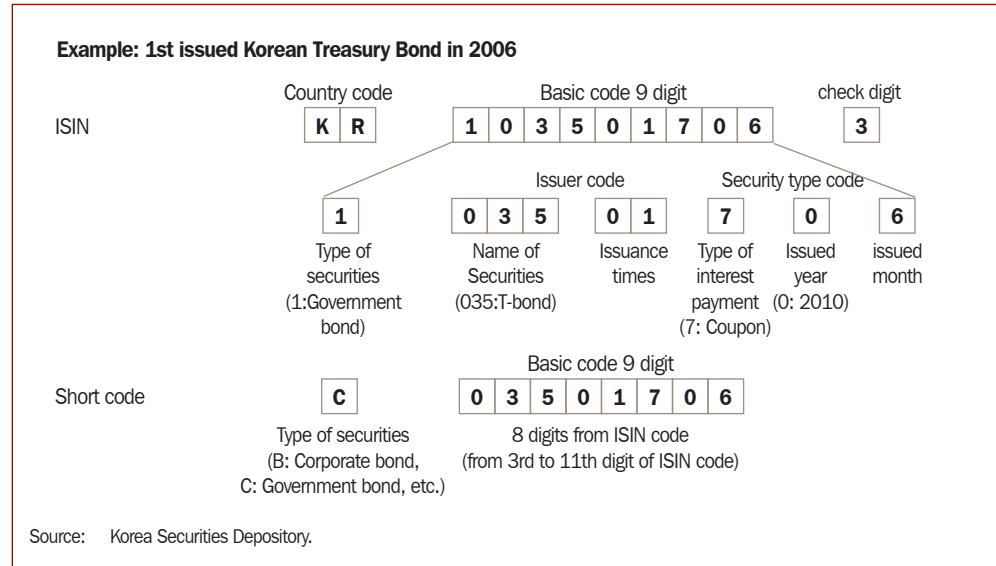 Example: 1st issued Korean Treasury Bond in 2006
Country code Basic code 9 digit check digit
ISIN K R 1 0 3 5 0 1 7 0 6 3
Issuer code Security type code
1 0 3 5 0 1 7 0 6
Type of Name of Issuance Type of Issued issued
securities Securities times interest year month
(1:Government (035:T-bond) payment (0: 2010)
bond) (7: Coupon)
Basic code 9 digit
Short code C 0 3 5 0 1 7 0 6
Type of securities 8 digits from ISIN code
(B: Corporate bond, (from 3rd to 11th digit of ISIN code)
C: Government bond, etc.)
Source: Korea Securities Depository.